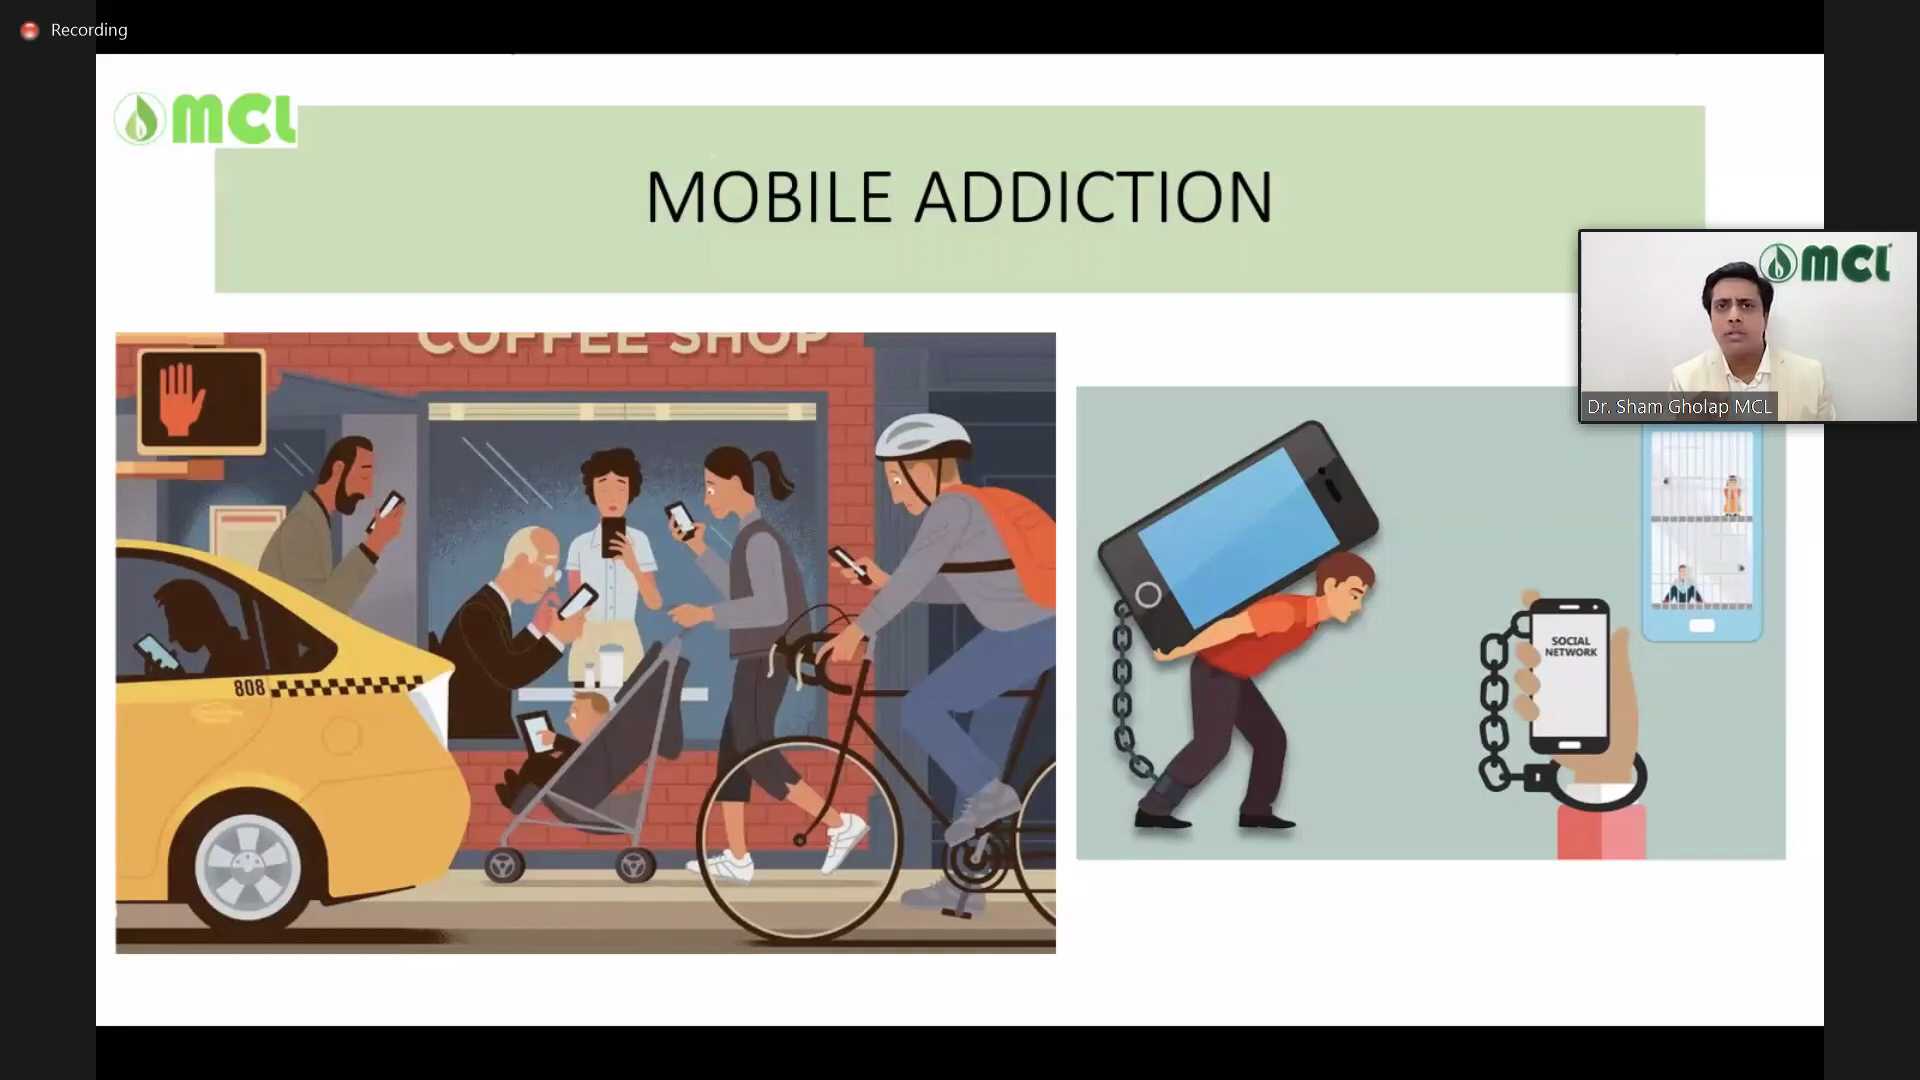 Recording
MCL
MOBILE ADDICTION
MCL
Dr. Sham Gholap MCL
COFFEE SHOP
808
SOCIAL
NETWORK